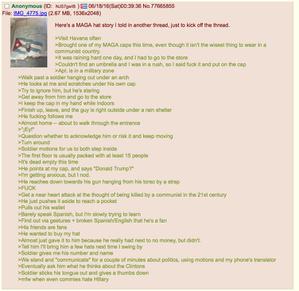 Anonymous (ID: NJS7gpfB ) 06/18/16(Sat)00:39:36 No.77665855
File: IMG_4775.jpg (2.67 MB, 1536x2048)
Here's a MAGA hat story I told in another thread, just to kick off the thread.
>Visit Havana often
>Brought one of my MAGA caps this time, even though it isn't the wisest thing to wear in a
communist country.
>It was raining hard one day, and I had to go to the store
>Couldn't find an umbrella and I was in a rush, so I said fuck it and put on the cap
>Apt. is in a military zone
>Walk past a soldier hanging out under an arch
>He looks at me and scratches under his own cap
>Try to ignore him, but he's staring
>Get away from him and go to the store
>I keep the cap in my hand while indoors
>Finish up, leave, and the guy is right outside under a rain shelter
>He fucking follows me
>Almost home -- about to walk through the entrance
>"¡Ey!"
>Question whether to acknowledge him or risk it and keep moving
>Turn around
>Soldier motions for us to both step inside
>The first floor is usually packed with at least 15 people
>It's dead empty this time
>He points at my cap, and says "Donald Trump?"
>I'm getting anxious, but I nod.
>He reaches down towards his gun hanging from his torso by a strap
>FUCK
>Get a near heart attack at the thought of being killed by a communist in the 21st century
>He just pushes it aside to reach a pocket
>Pulls out his wallet
>Barely speak Spanish, but I'm slowly trying to learn
>Find out via gestures + broken Spanish/English that he's a fan
>His friends are fans
>He wanted to buy my hat
>Almost just gave it to him because he really had next to no money, but didn't.
>Tell him I'll bring him a few hats next time I swing by
>Soldier gives me his number and name
>We stand and "communicate" for a couple of minutes about politics, using motions and my phone's translator
>Eventually ask him what he thinks about the Clintons
>Soldier sticks his tongue out and gives a thumbs down
>mfw when even commies hate Hillary